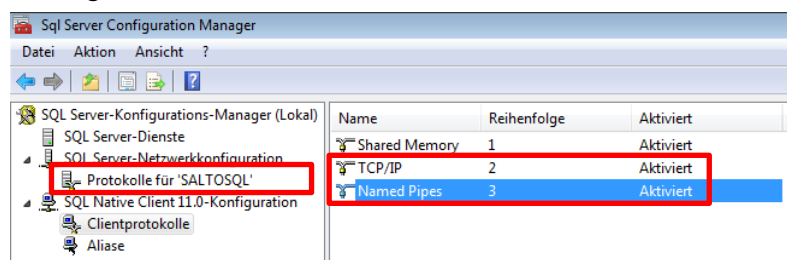 Sql Server Configuration Manager
Datei Aktion Ansicht ?
SQL Server-Konfigurations-Manager (Lokal)
SQL Server-Dienste
SQL Server-Netzwerkkonfiguration
Protokolle für 'SALTOSQL'
SQL Native Client 11.0-Konfiguration
Clientprotokolle
Aliase
Name Reihenfolge Aktiviert
Shared Memory 1 Aktiviert
TCP/IP 2 Aktiviert
Named Pipes 3 Aktiviert